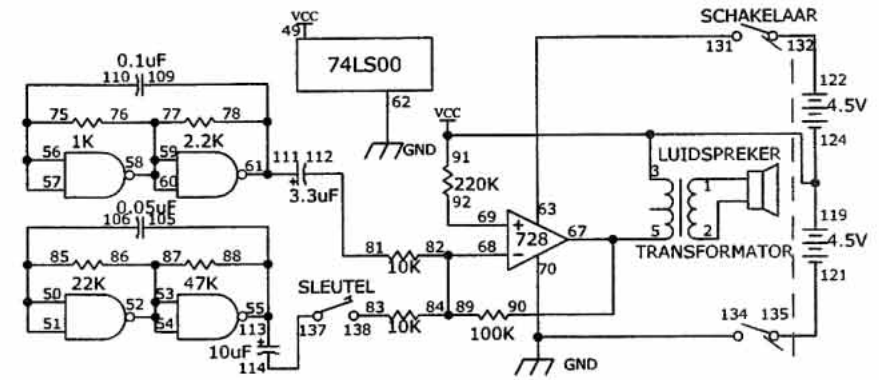 VCC
49
74LS00
62
GND
SCHAKELAAR
131
132
122
4.5V
124
0.1uF
110
109
75
76
77
78
1K
2.2K
56
57
58
59
60
61
111
112
3.3uF
VCC
91
220K
92
69
63
728
67
68
70
3
5
1
2
LUIDSPREKER
TRANSFORMATOR
119
4.5V
121
0.05uF
106
105
85
86
87
88
22K
47K
50
51
52
53
54
55
113
10uF
114
SLEUTEL
137
138
81
82
10K
83
84
10K
89
90
100K
134
135
GND